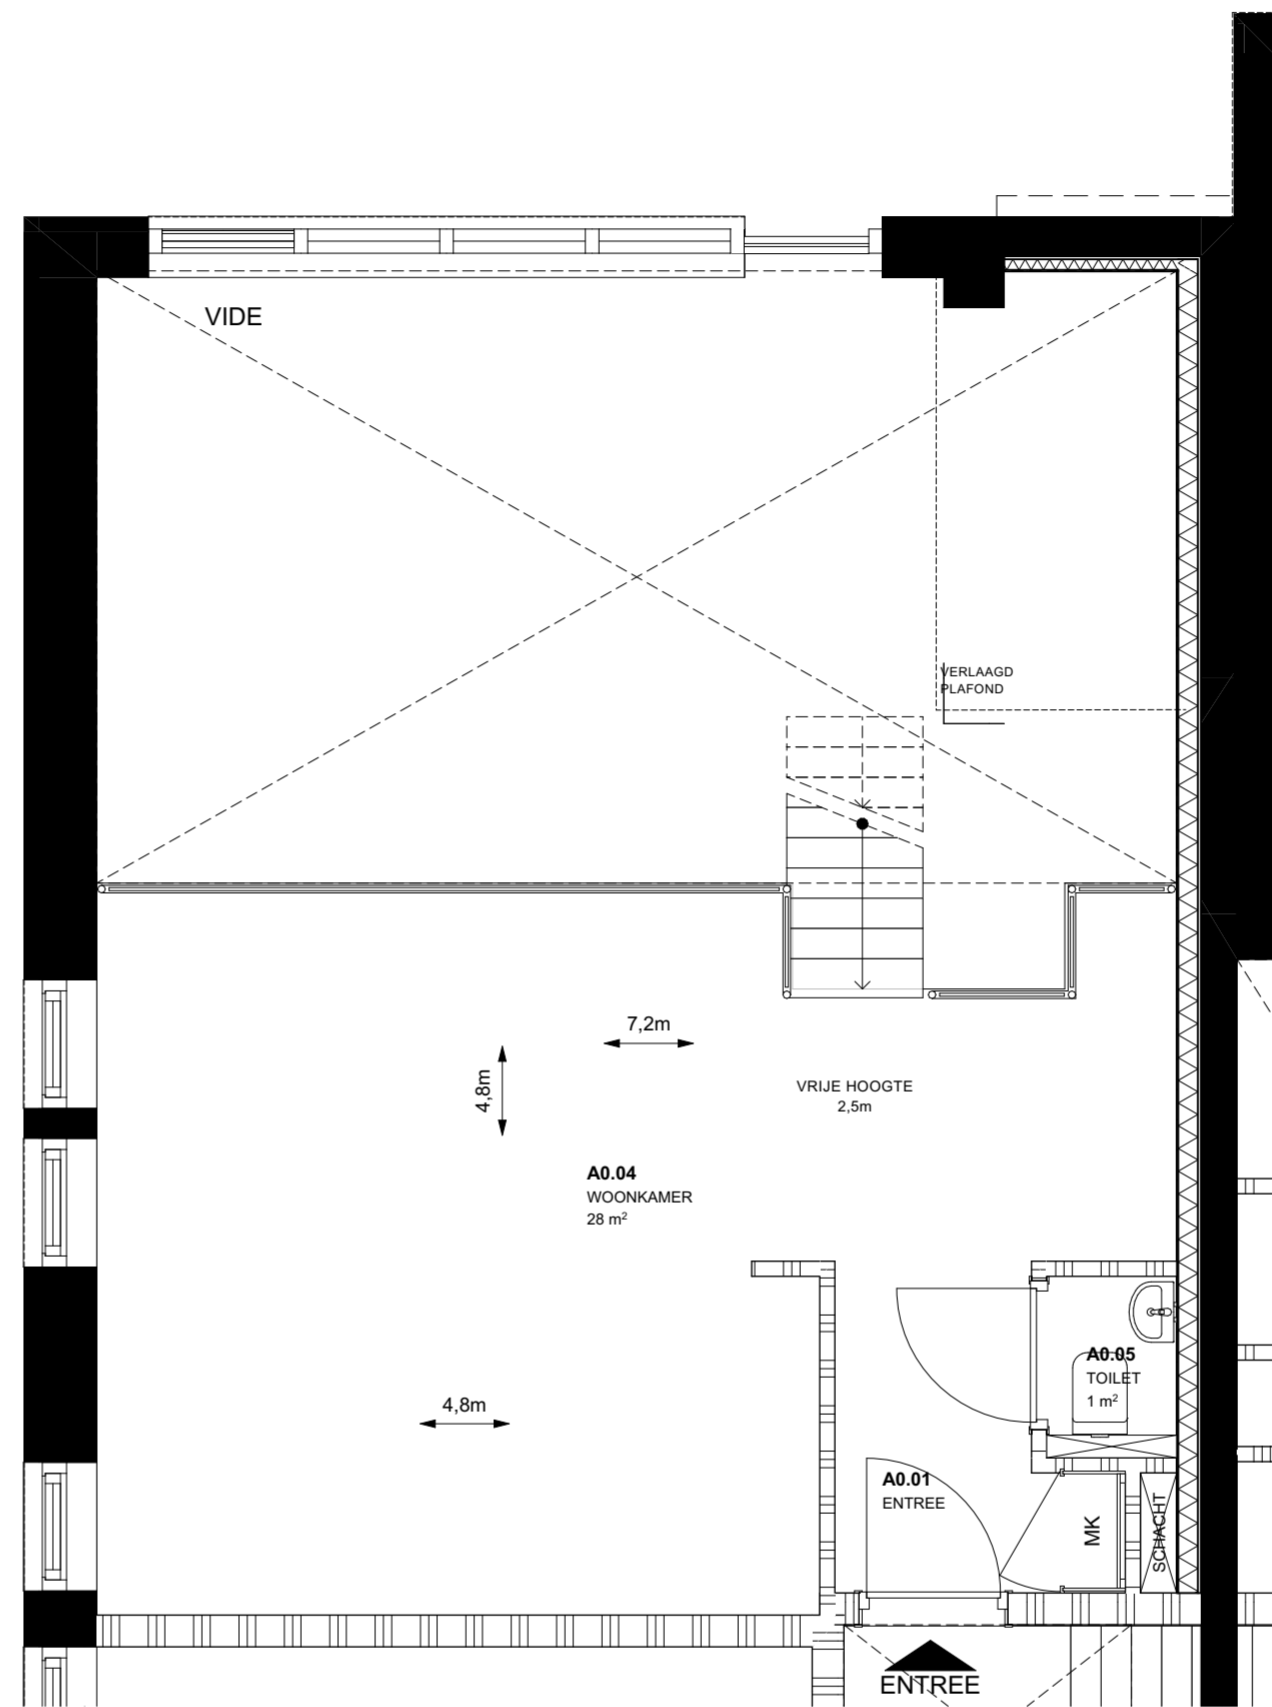 VIDE
VERLAAGD
PLAFOND
7,2m
4,8m
VRIJE HOOGTE
2,5m
A0.04
WOONKAMER
28 m²
A0.05
TOILET
1 m²
4,8m
A0.01
ENTREE
MK
SCHACHT
ENTREE